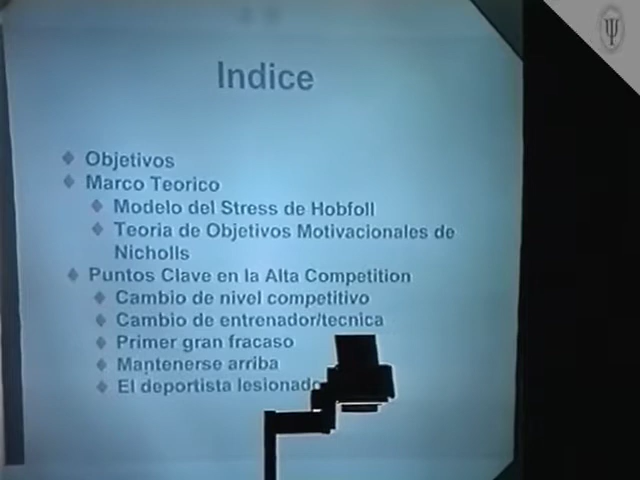 Indice
Objetivos
Marco Teorico
Modelo del Stress de Hobfoll
Teoria de Objetivos Motivacionales de
Nicholls
Puntos Clave en la Alta Competition
Cambio de nivel competitivo
Cambio de entrenador/tecnica
Primer gran fracaso
Mantenerse arriba
El deportista lesionado
Ψ